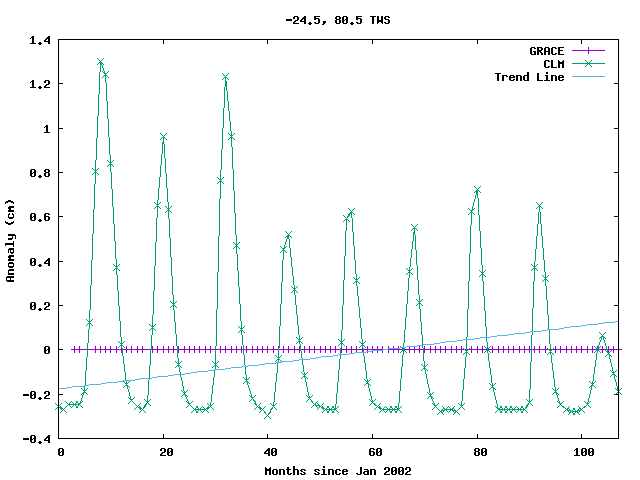 -24.5, 80.5 TWS
GRACE
CLM
Trend Line
1.4
1.2
1
0.8
0.6
0.4
0.2
0
-0.2
-0.4
Anomaly (cm)
0 20 40 60 80 100
Months since Jan 2002